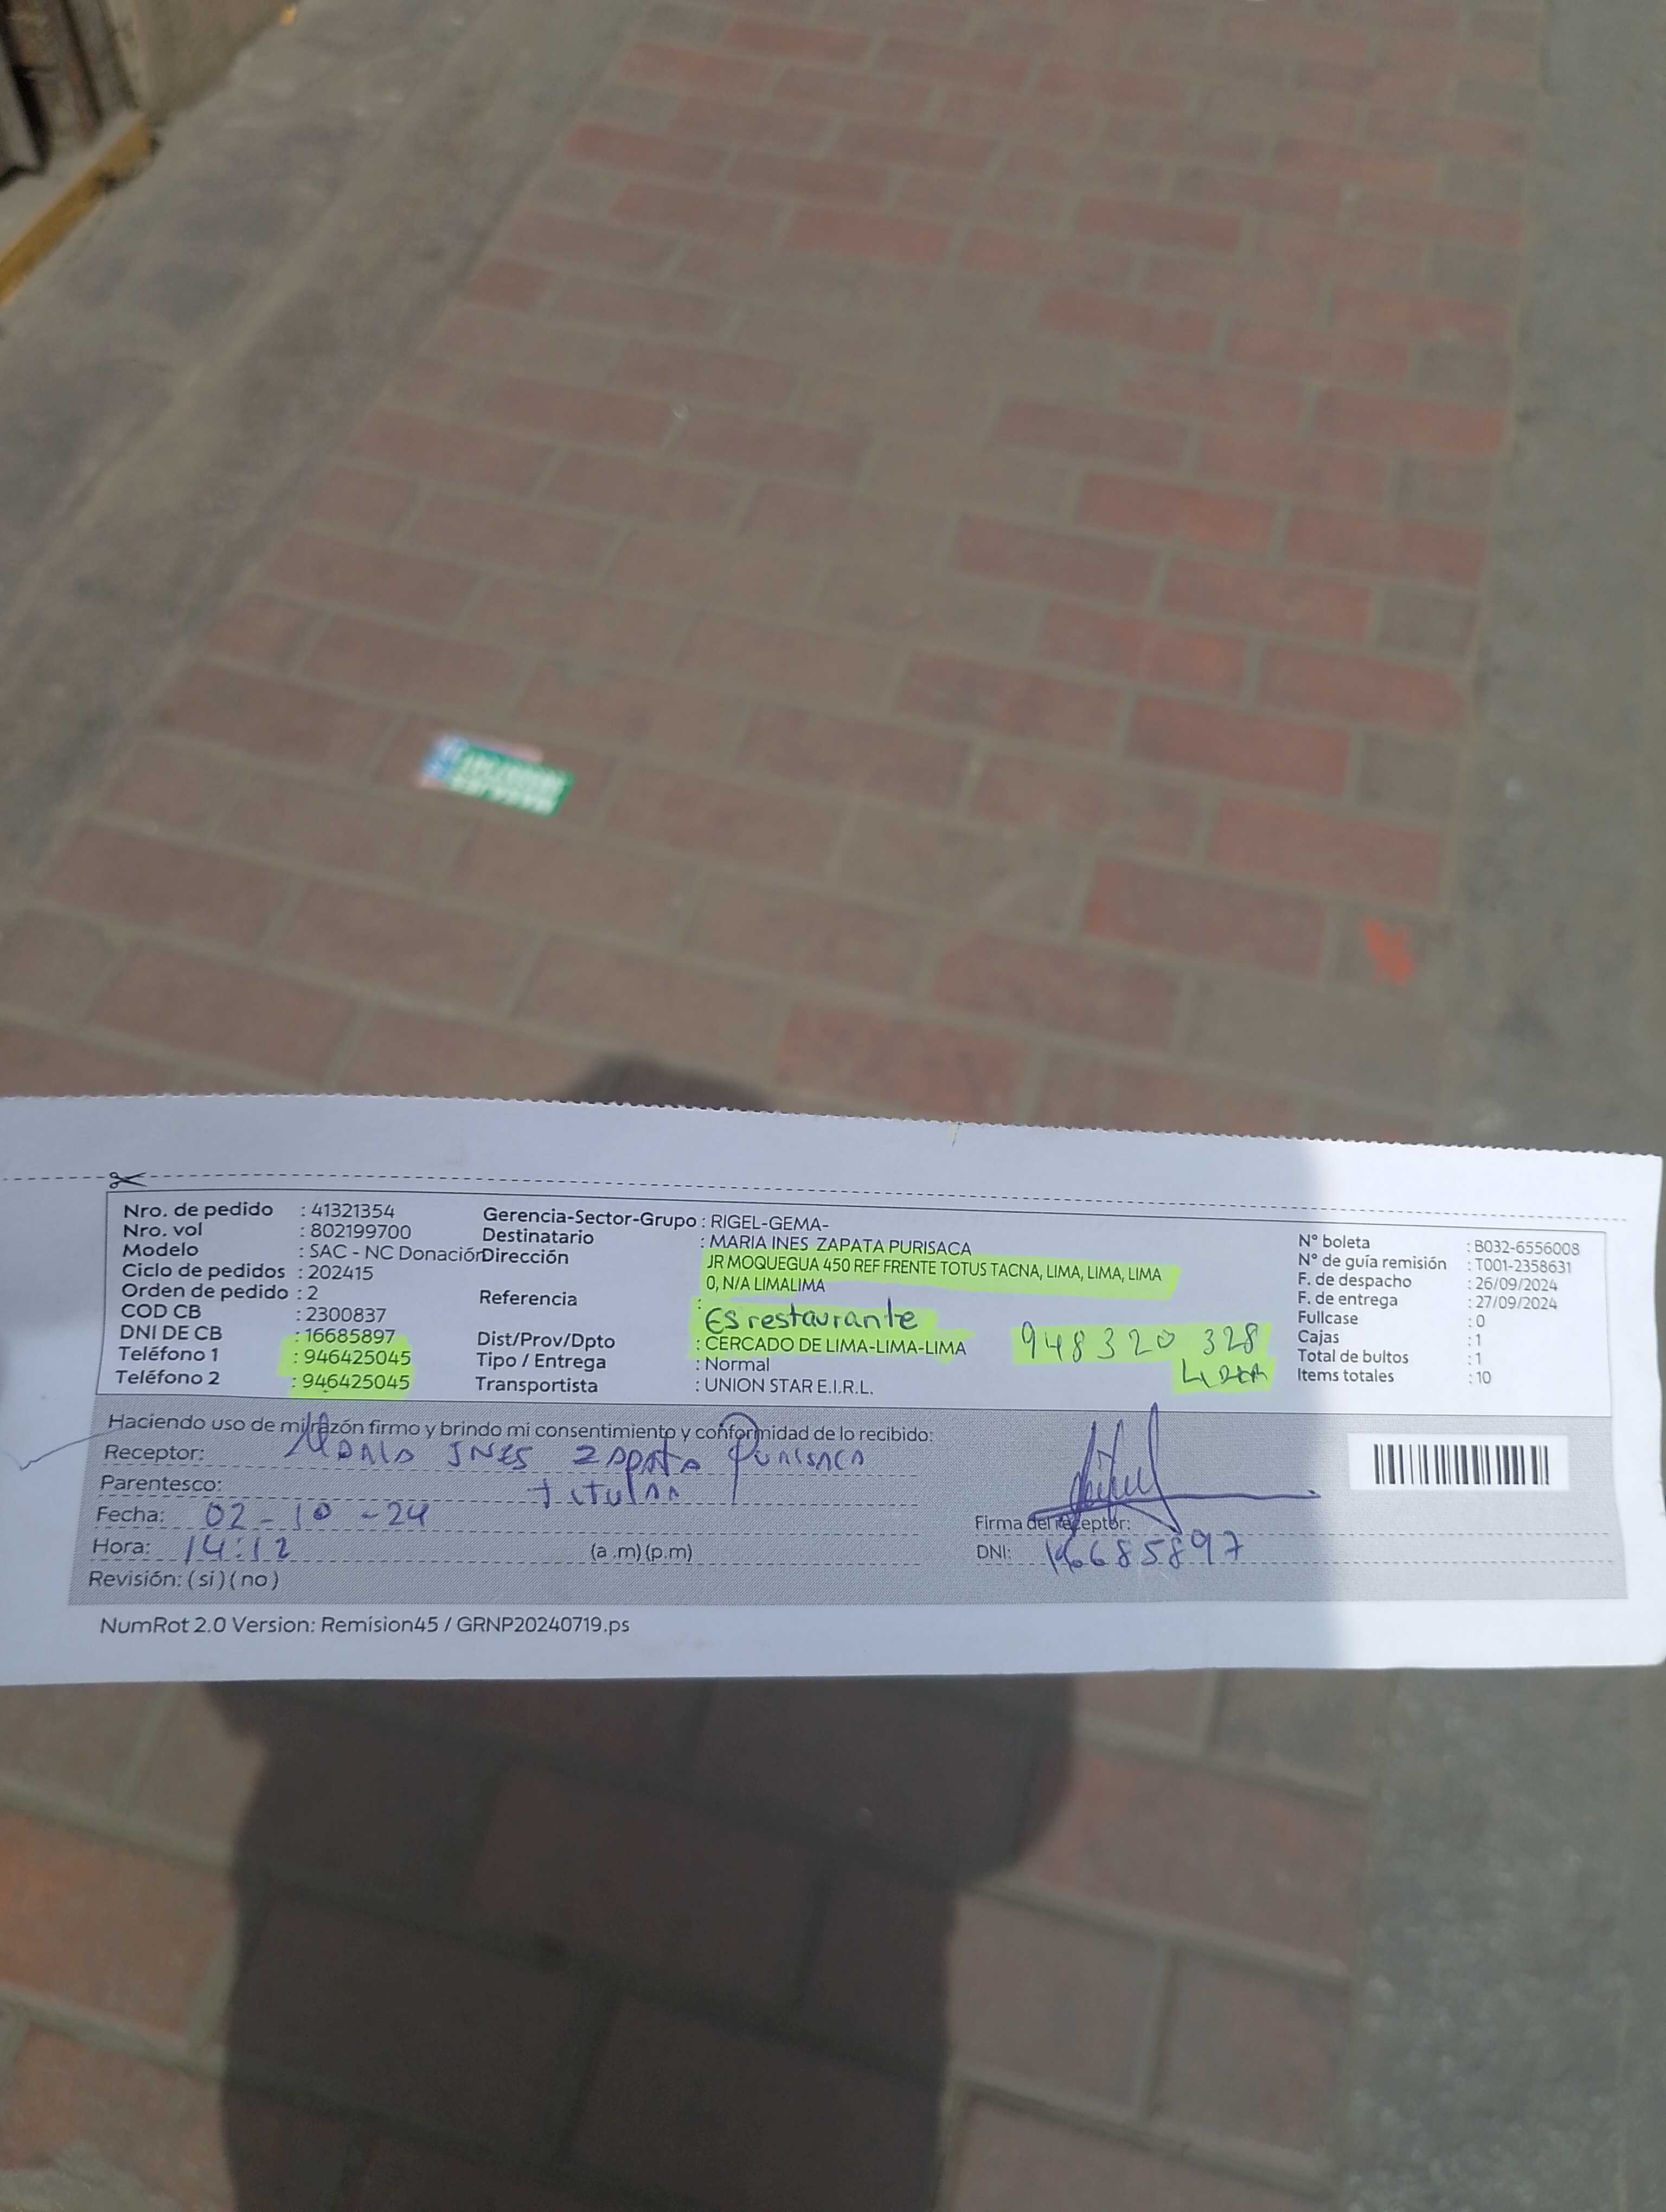 Nro. de pedido : 41321354
Nro. vol : 802199700
Modelo : SAC - NC Donación
Ciclo de pedidos : 202415
Orden de pedido : 2
COD CB : 2300837
DNI DE CB : 16685897
Teléfono 1 : 946425045
Teléfono 2 : 946425045
Gerencia-Sector-Grupo : RIGEL-GEMA-
Destinatario : MARIA INES ZAPATA PURISACA
Dirección : JR MOQUEGUA 450 REF FRENTE TOTUS TACNA, LIMA, LIMA, LIMA
0, N/A LIMALIMA
Referencia :
Es restaurante
Dist/Prov/Dpto : CERCADO DE LIMA-LIMA-LIMA
Tipo / Entrega : Normal
Transportista : UNION STAR E.I.R.L.
948320 328
N° boleta : B032-6556008
N° de guía remisión : T001-2358631
F. de despacho : 26/09/2024
F. de entrega : 27/09/2024
Fullcase : 0
Cajas : 1
Total de bultos : 1
Items totales : 10
Haciendo uso de mi razón firmo y brindo mi consentimiento y conformidad de lo recibido:
Receptor: Maria INES Zapata Purisaca
Parentesco: titular
Fecha: 02-10-24
Hora: 14:12 (a .m) (p.m)
Revisión: ( si ) ( no )
Firma del receptor:
DNI: 16685897
NumRot 2.0 Version: Remision45 / GRNP20240719.ps